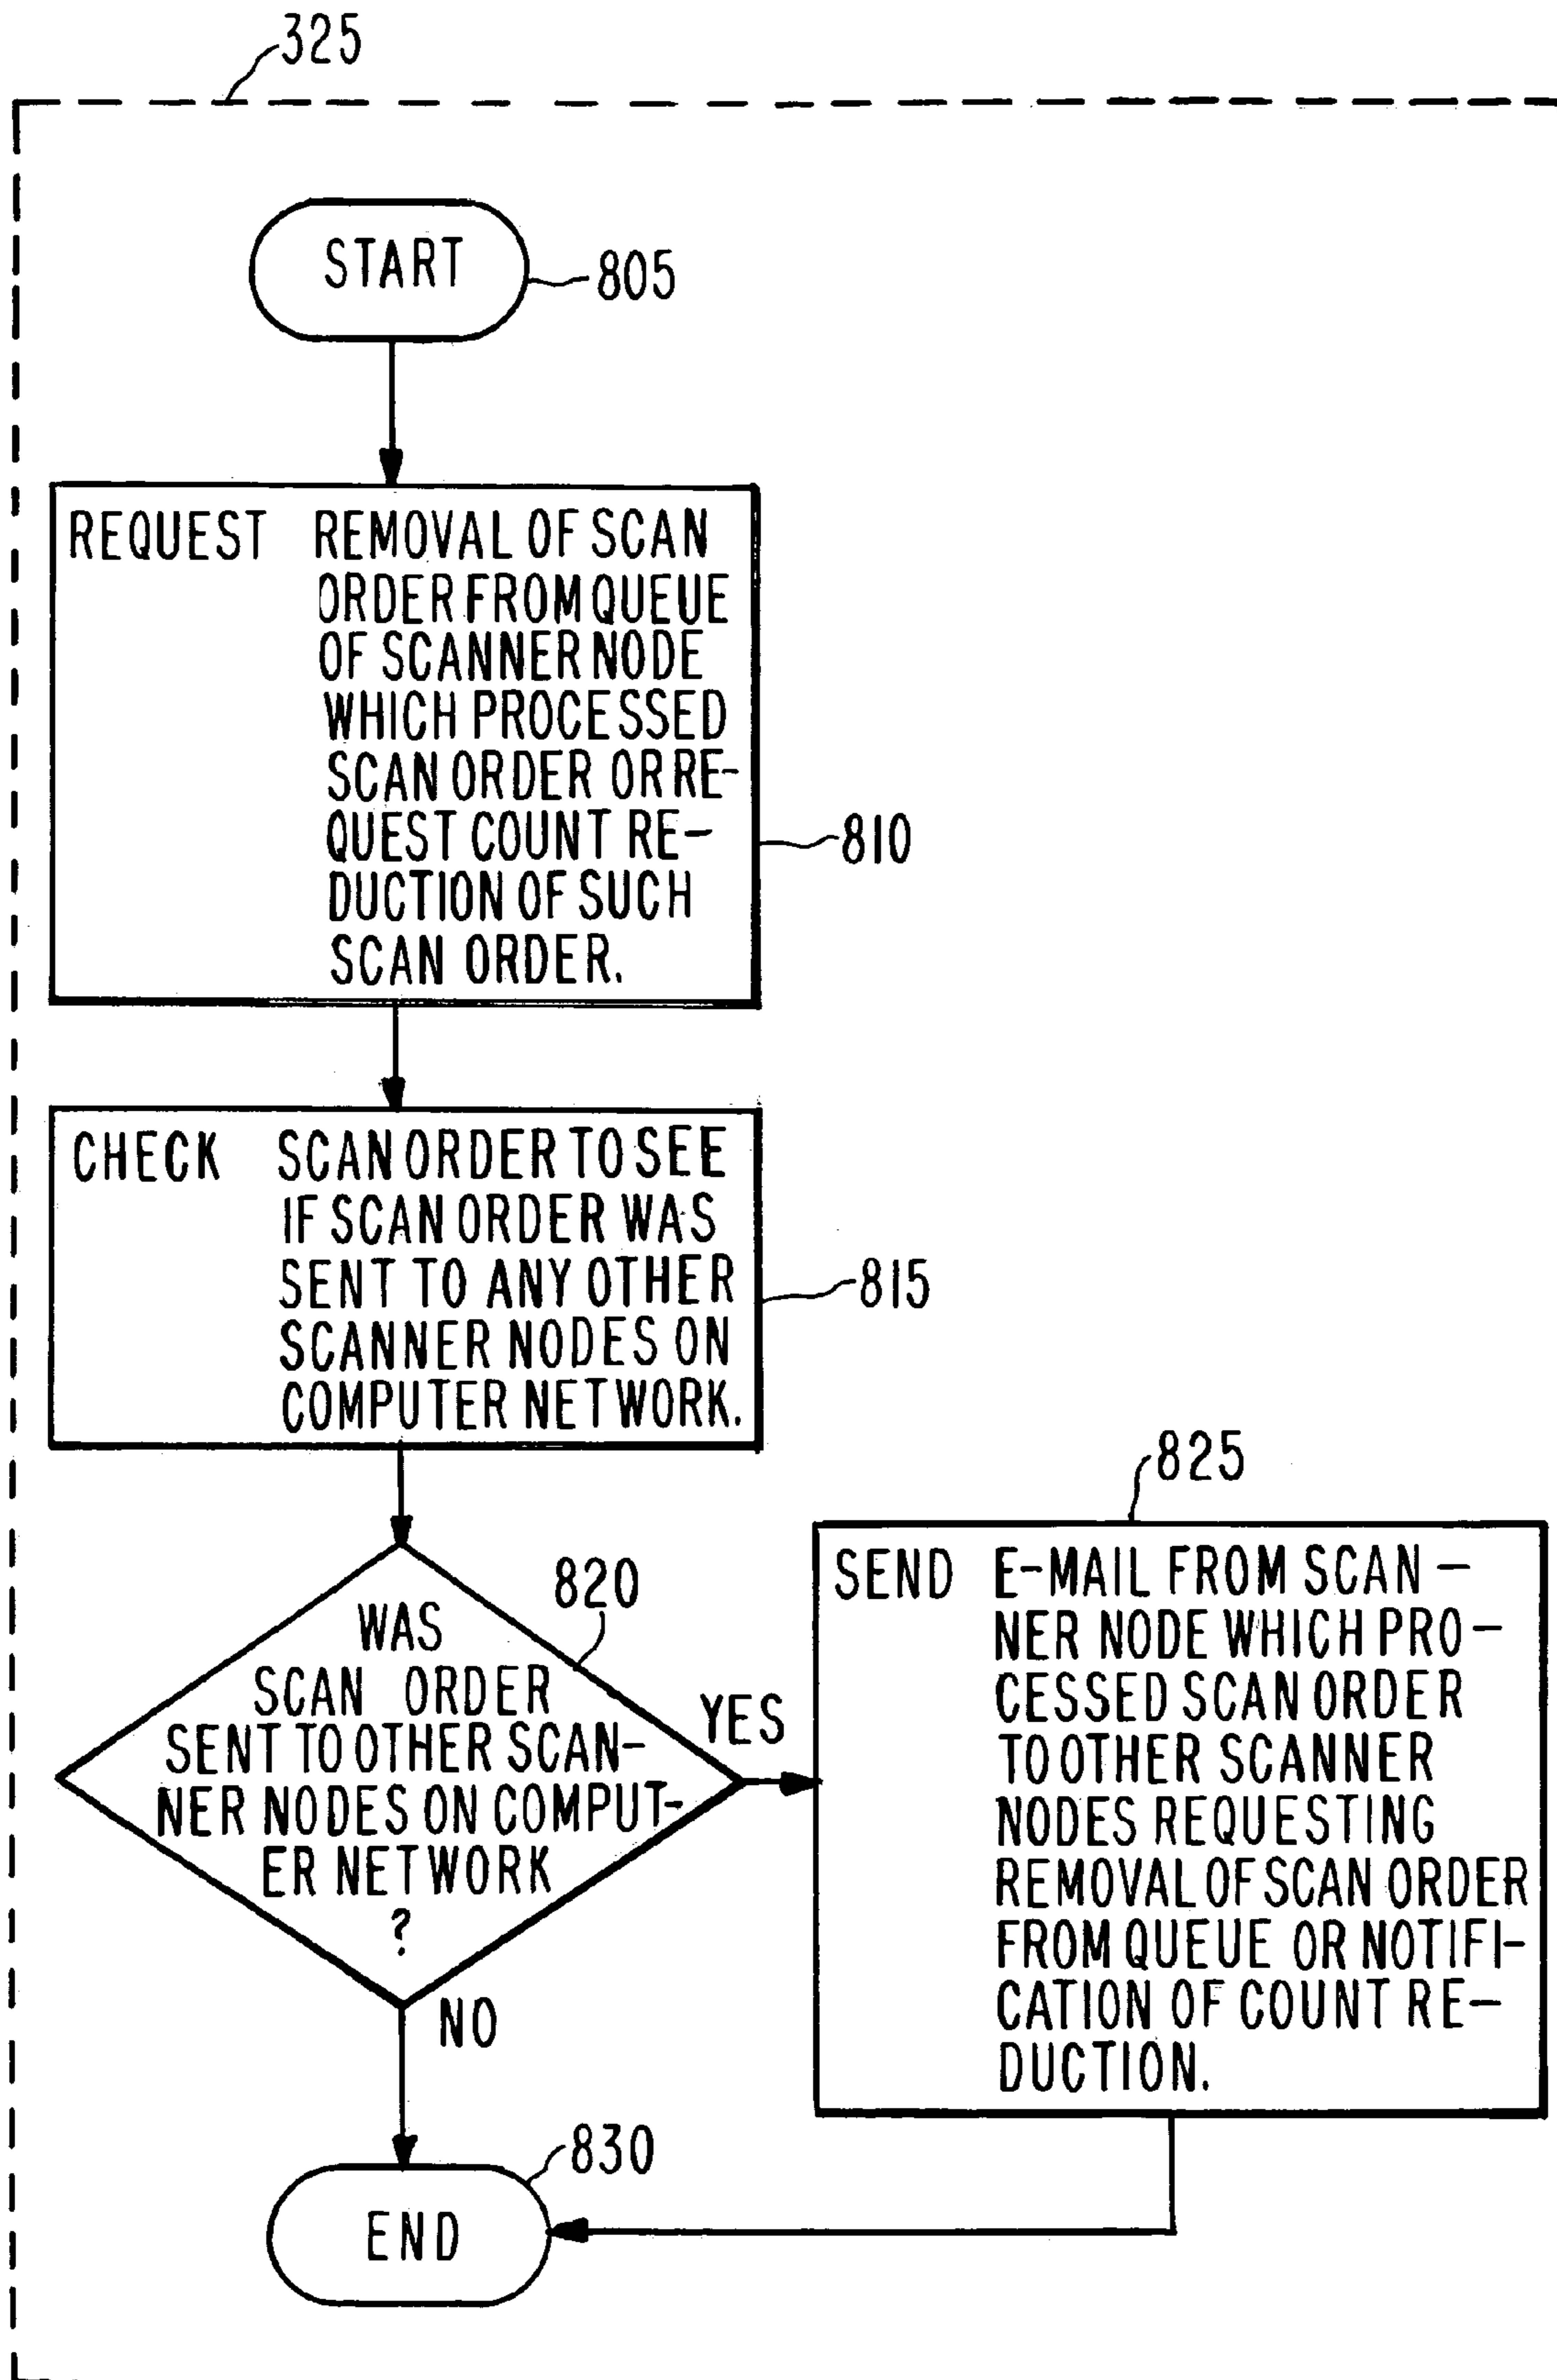 325
START
805
REQUEST REMOVAL OF SCAN
ORDER FROM QUEUE
OF SCANNER NODE
WHICH PROCESSED
SCAN ORDER OR RE-
QUEST COUNT RE-
DUCTION OF SUCH
SCAN ORDER.
810
CHECK SCAN ORDER TO SEE
IF SCAN ORDER WAS
SENT TO ANY OTHER
SCANNER NODES ON
COMPUTER NETWORK.
815
820
WAS
SCAN ORDER
SENT TO OTHER SCAN-
NER NODES ON COMPUT-
ER NETWORK
?
YES
NO
825
SEND E-MAIL FROM SCAN-
NER NODE WHICH PRO-
CESSED SCAN ORDER
TO OTHER SCANNER
NODES REQUESTING
REMOVAL OF SCAN ORDER
FROM QUEUE OR NOTIFI-
CATION OF COUNT RE-
DUCTION.
830
END